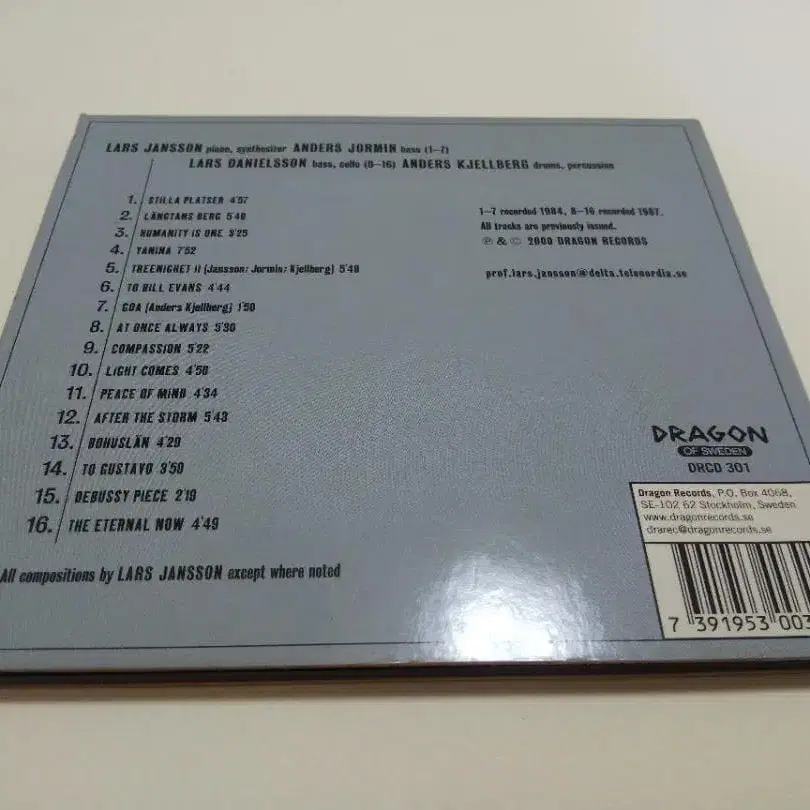 LARS JANSSON piano, synthesizer ANDERS JORMIN bass (1–7)
LARS DANIELSSON bass, cello (8–16) ANDERS KJELLBERG drums, percussion
1. STILLA PLATSER 4'57
2. LÄNGTANS BERG 5'40
3. HUMANITY IS ONE 3'25
4. YANINA 7'52
5. TREENIGHET II (Jansson; Jormin; Kjellberg) 5'49
6. TO BILL EVANS 4'44
7. GOA (Anders Kjellberg) 1'50
8. AT ONCE ALWAYS 5'30
9. COMPASSION 5'22
10. LIGHT COMES 4'56
11. PEACE OF MIND 4'34
12. AFTER THE STORM 5'43
13. BOHUSLÄN 4'29
14. TO GUSTAVO 3'50
15. DEBUSSY PIECE 2'19
16. THE ETERNAL NOW 4'49
All compositions by LARS JANSSON except where noted
1–7 recorded 1984, 8–16 recorded 1987.
All tracks are previously issued.
℗ & © 2000 DRAGON RECORDS
prof.lars.jansson@delta.telenordia.se
DRAGON
OF SWEDEN
DRCD 301
Dragon Records, P.O. Box 4068,
SE-102 62 Stockholm, Sweden
www.dragonrecords.se
drarec@dragonrecords.se
7 391953 003